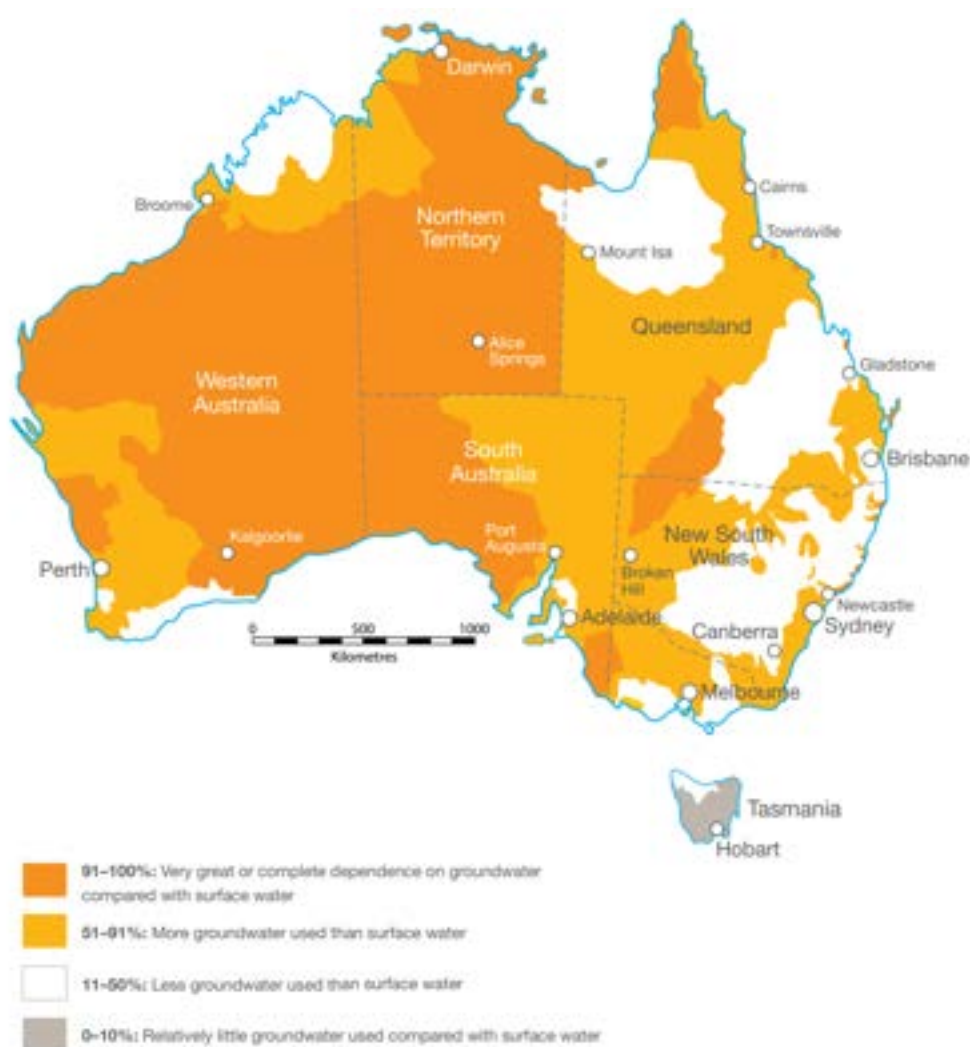 Darwin
Broome
Cairns
Northern
Territory
Townsville
Mount Isa
Queensland
Alice
Springs
Gladstone
Western
Australia
South
Australia
Brisbane
Kalgoorlie
Port
Augusta
New South
Wales
Perth
Broken
Hill
Newcastle
Adelaide
Sydney
0 500 1000
Kilometres
Canberra
Melbourne
Tasmania
Hobart
91–100%: Very great or complete dependence on groundwater
compared with surface water
51–91%: More groundwater used than surface water
11–50%: Less groundwater used than surface water
0–10%: Relatively little groundwater used compared with surface water